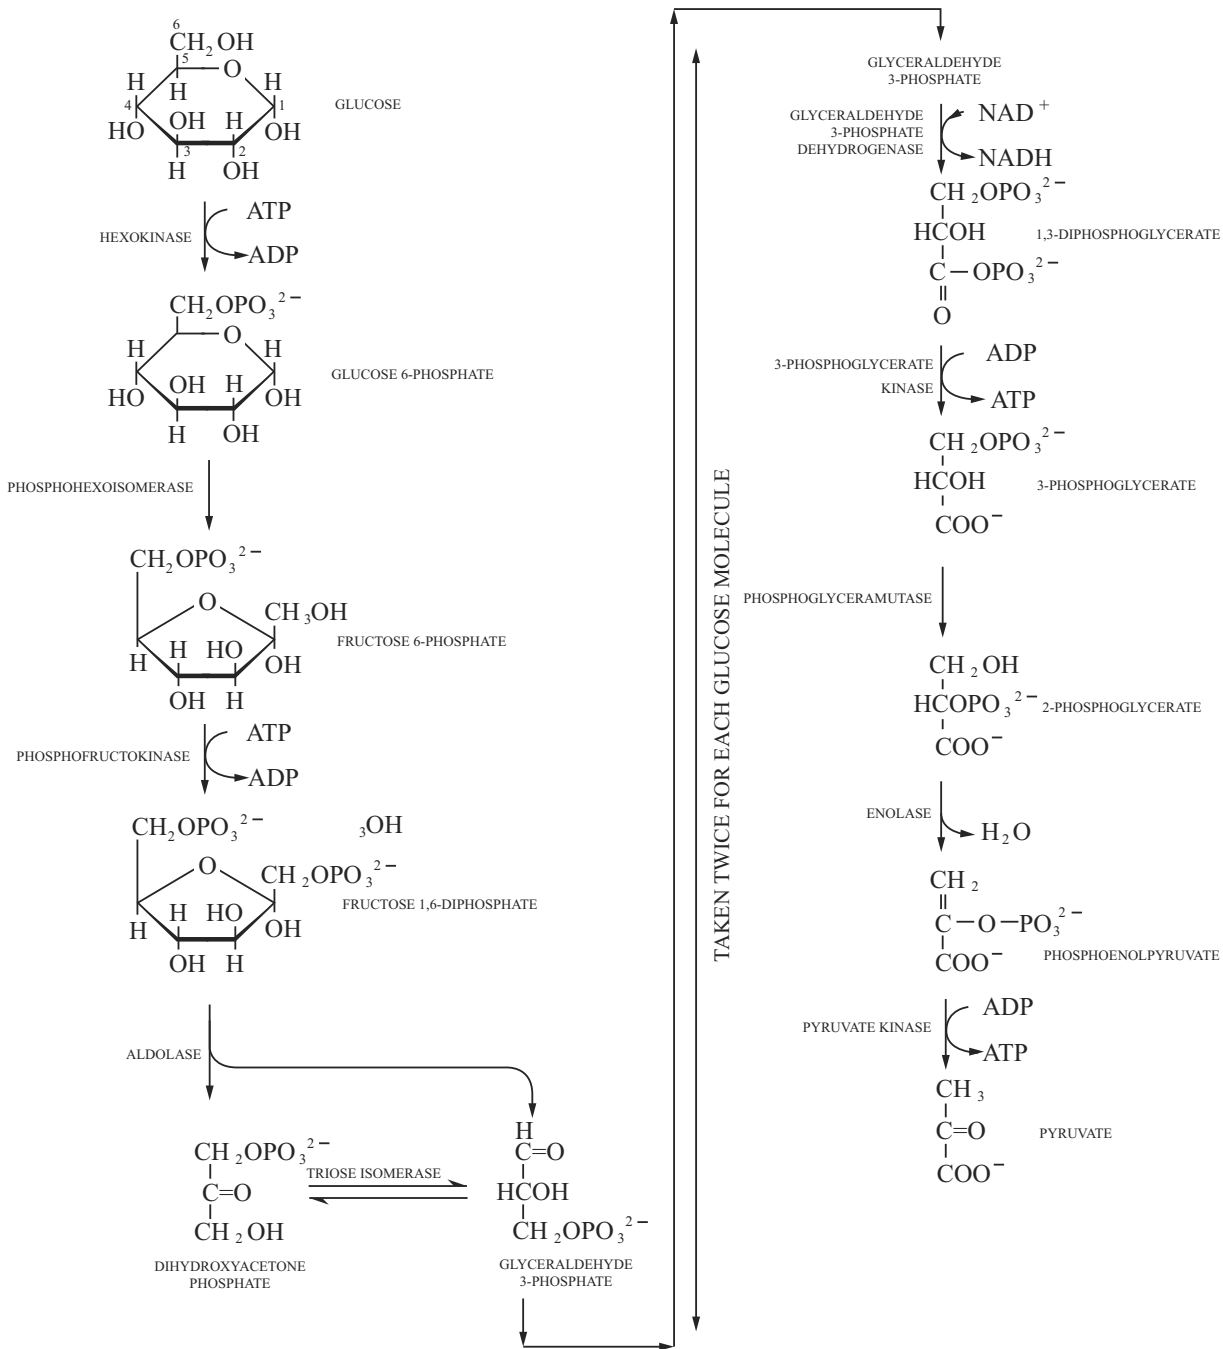 6
CH2OH
5
O
H
H
H
4
1
OH
H
HO
OH
3
2
H
OH
GLUCOSE
ATP
HEXOKINASE
ADP
CH2OPO3 2−
O
H
H
OH
H
HO
OH
H
OH
GLUCOSE 6-PHOSPHATE
PHOSPHOHEXOISOMERASE
CH2OPO3 2−
O
CH3OH
H
HO
H
OH
OH
H
FRUCTOSE 6-PHOSPHATE
ATP
PHOSPHOFRUCTOKINASE
ADP
CH2OPO3 2−
3OH
O
CH2OPO3 2−
H
HO
H
OH
OH
H
FRUCTOSE 1,6-DIPHOSPHATE
ALDOLASE
CH2OPO3 2−
C=O
CH2OH
DIHYDROXYACETONE
PHOSPHATE
TRIOSE ISOMERASE
H
C=O
HCOH
CH2OPO3 2−
GLYCERALDEHYDE
3-PHOSPHATE
TAKEN TWICE FOR EACH GLUCOSE MOLECULE
GLYCERALDEHYDE
3-PHOSPHATE
GLYCERALDEHYDE
3-PHOSPHATE
DEHYDROGENASE
NAD+
NADH
CH2OPO3 2−
HCOH
C—OPO3 2−
O
1,3-DIPHOSPHOGLYCERATE
3-PHOSPHOGLYCERATE
KINASE
ADP
ATP
CH2OPO3 2−
HCOH
COO−
3-PHOSPHOGLYCERATE
PHOSPHOGLYCERAMUTASE
CH2OH
HCOPO3 2−
COO−
2-PHOSPHOGLYCERATE
ENOLASE
H2O
CH2
C—O—PO3 2−
COO−
PHOSPHOENOLPYRUVATE
ADP
PYRUVATE KINASE
ATP
CH3
C=O
COO−
PYRUVATE